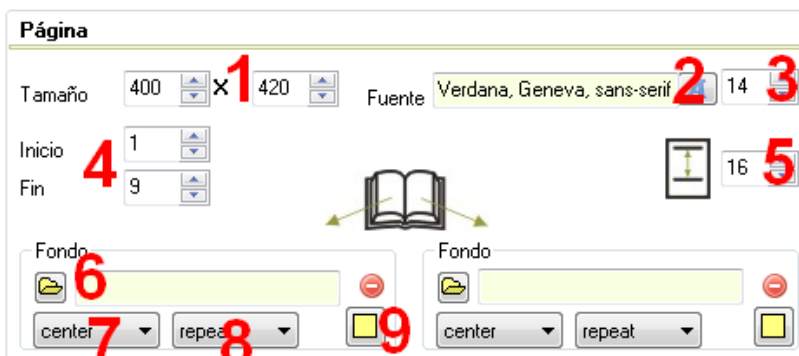 Página
Tamaño 400 X 1 420 Fuente Verdana, Geneva, sans-serif 2 14 3
Inicio 1
4
Fin 9
16 5
Fondo Fondo
6
center 7 repeat 8 9 center repeat